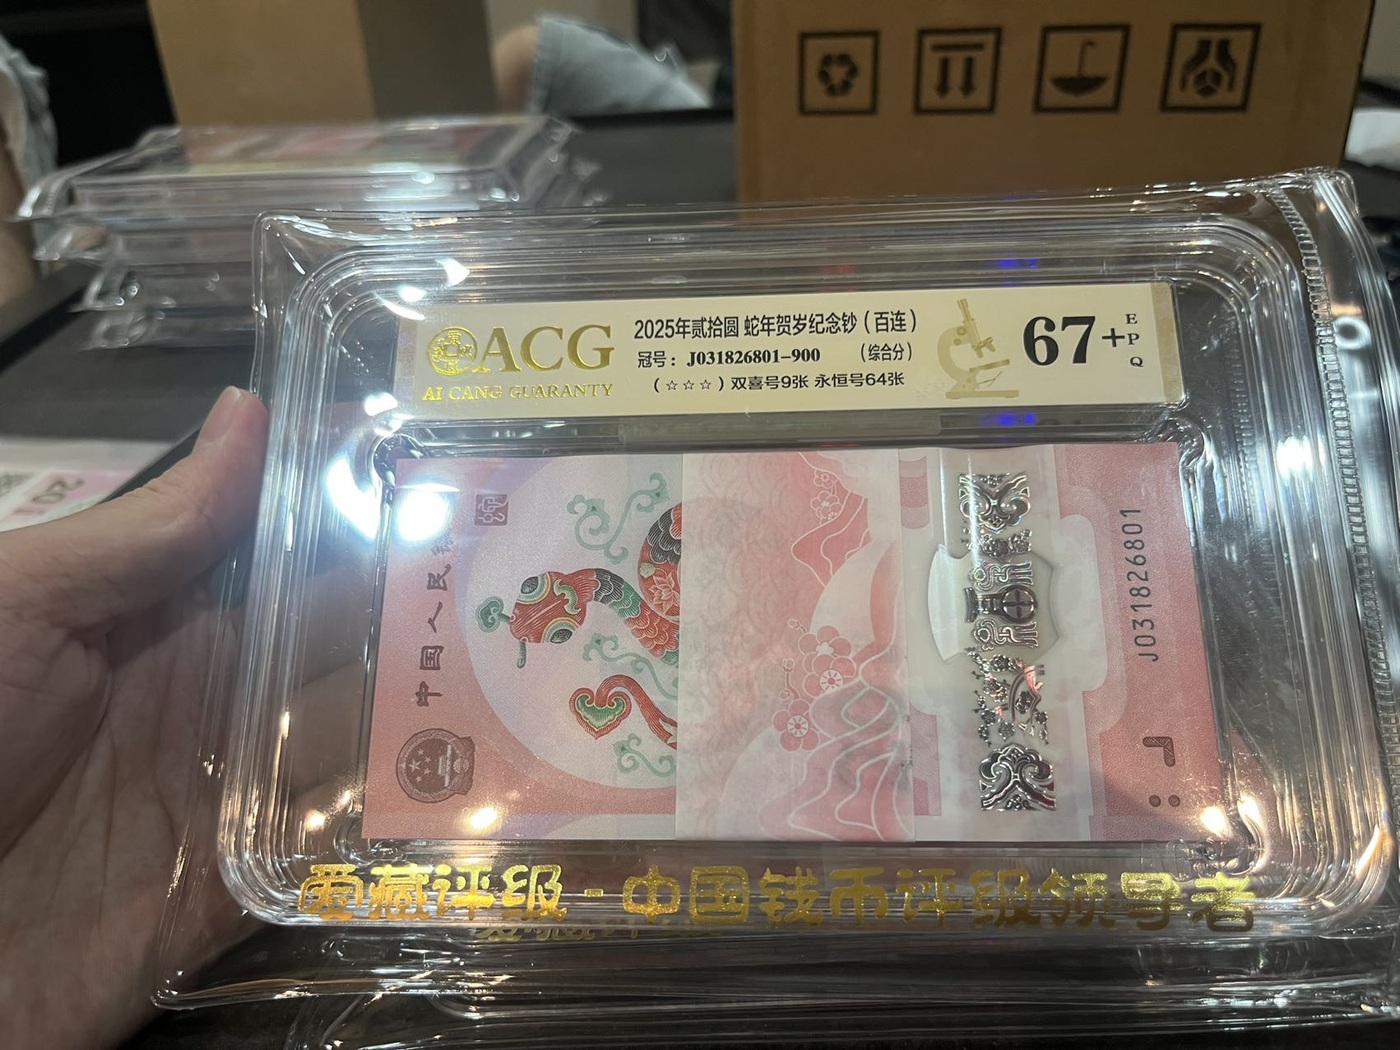 ACG
AI CANG GUARANTY
2025年贰拾圆 蛇年贺岁纪念钞（百连）
冠号：J031826801-900 （综合分）
（☆☆☆）双喜号9张 永恒号64张
67+
EPQ
中国人民
J031826801
爱藏评级-中国钱币评级领导者